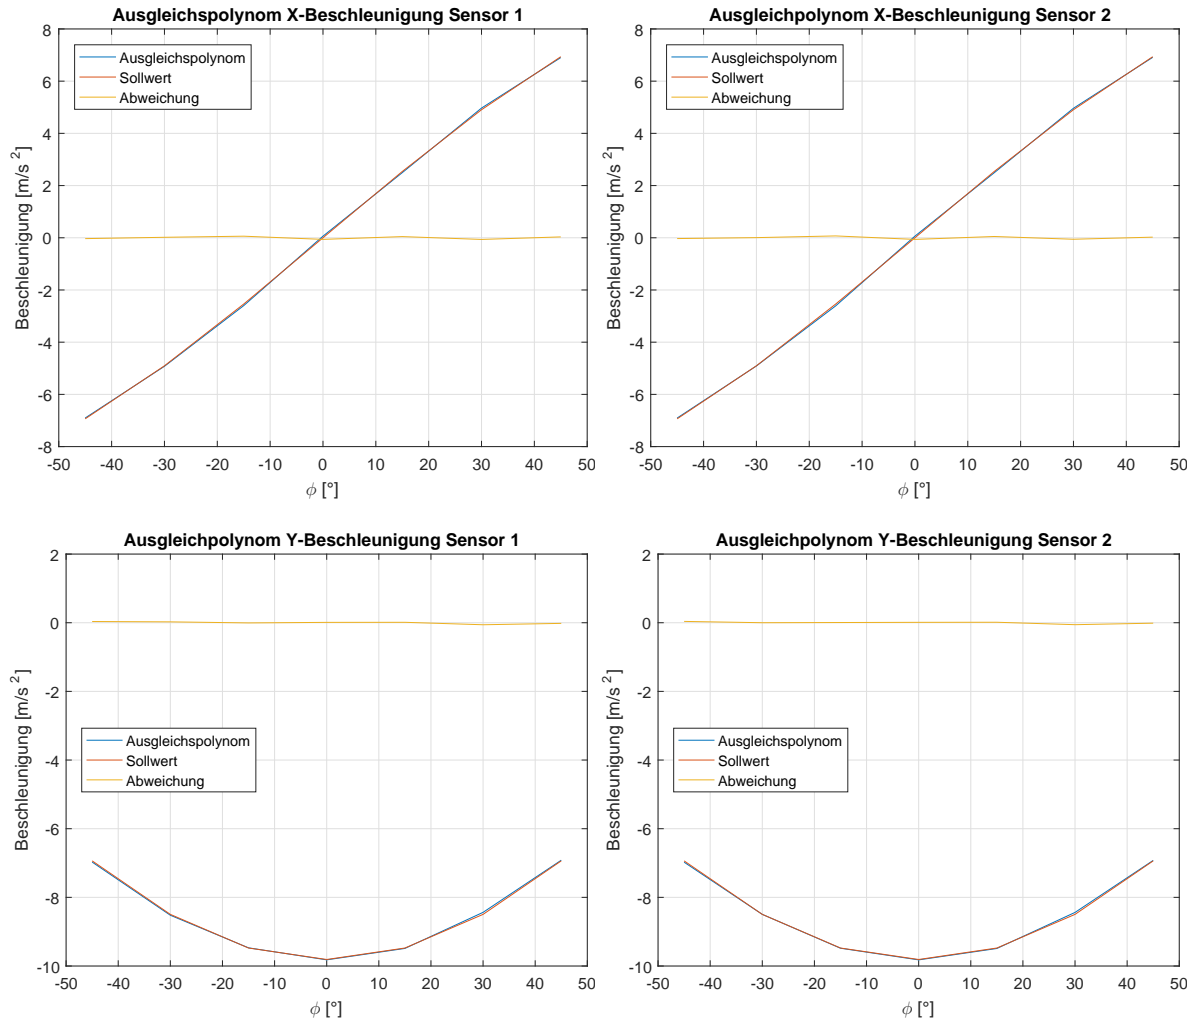 Ausgleichspolynom X-Beschleunigung Sensor 1
8
6
4
2
0
-2
-4
-6
-8
Beschleunigung [m/s 2]
Ausgleichspolynom
Sollwert
Abweichung
-50 -40 -30 -20 -10 0 10 20 30 40 50
ϕ [°]
Ausgleichpolynom X-Beschleunigung Sensor 2
8
6
4
2
0
-2
-4
-6
-8
Beschleunigung [m/s 2]
Ausgleichspolynom
Sollwert
Abweichung
-50 -40 -30 -20 -10 0 10 20 30 40 50
ϕ [°]
Ausgleichpolynom Y-Beschleunigung Sensor 1
2
0
-2
-4
-6
-8
-10
Beschleunigung [m/s 2]
Ausgleichspolynom
Sollwert
Abweichung
-50 -40 -30 -20 -10 0 10 20 30 40 50
ϕ [°]
Ausgleichpolynom Y-Beschleunigung Sensor 2
2
0
-2
-4
-6
-8
-10
Beschleunigung [m/s 2]
Ausgleichspolynom
Sollwert
Abweichung
-50 -40 -30 -20 -10 0 10 20 30 40 50
ϕ [°]